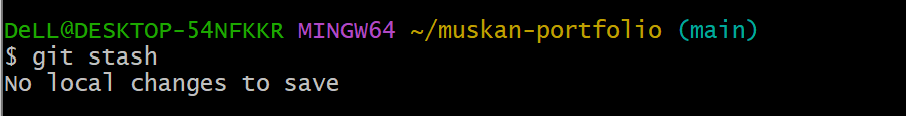 DeLL@DESKTOP-54NFKKR MINGW64 ~/muskan-portfolio (main)
$ git stash
No local changes to save